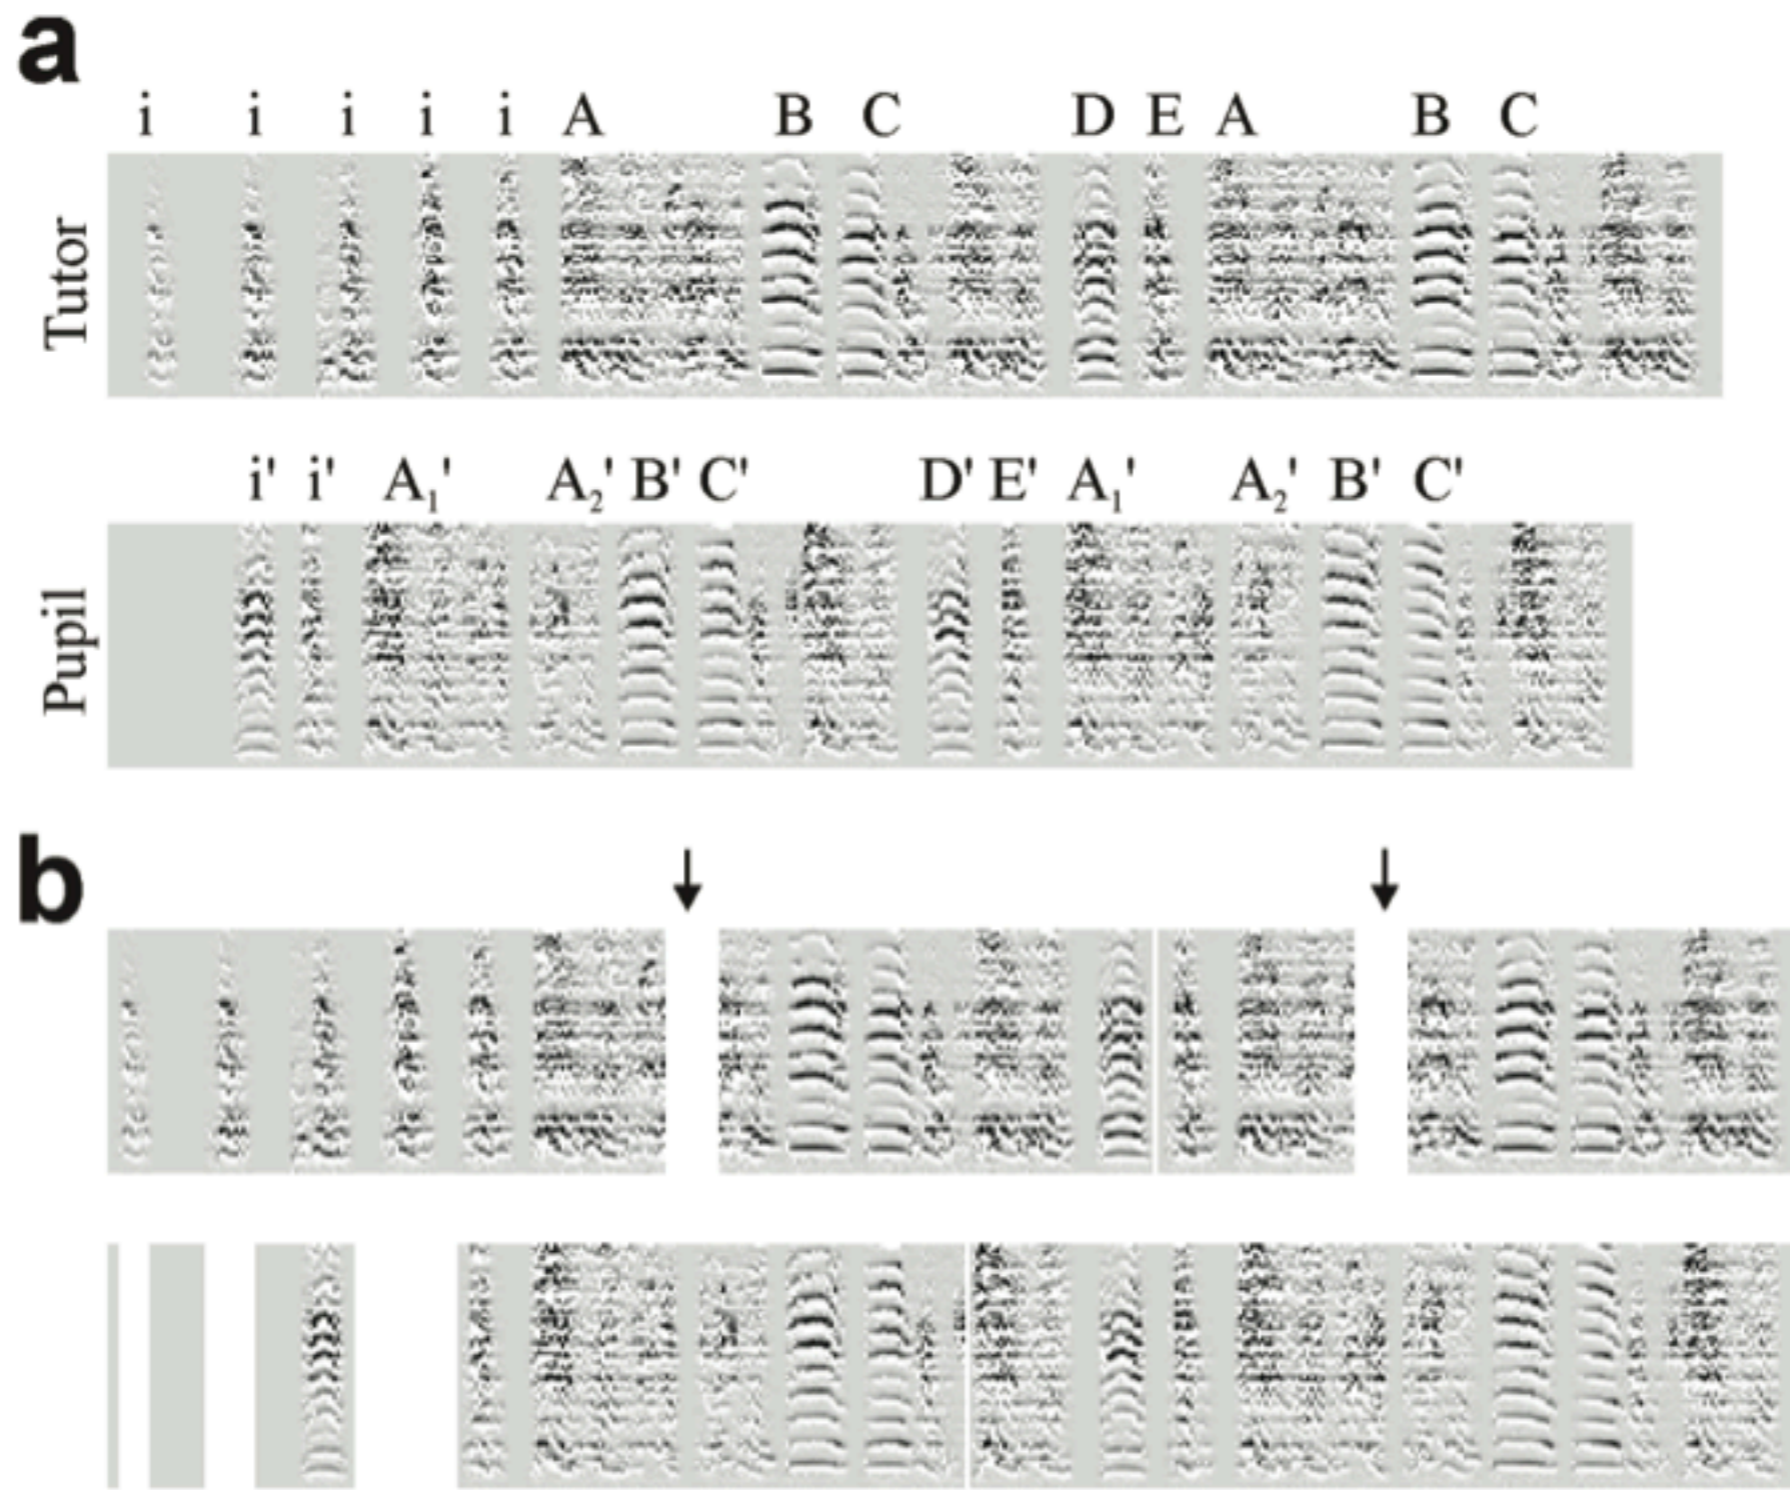 a
i i i i i A B C D E A B C
Tutor
i' i' A₁' A₂' B' C' D' E' A₁' A₂' B' C'
Pupil
b